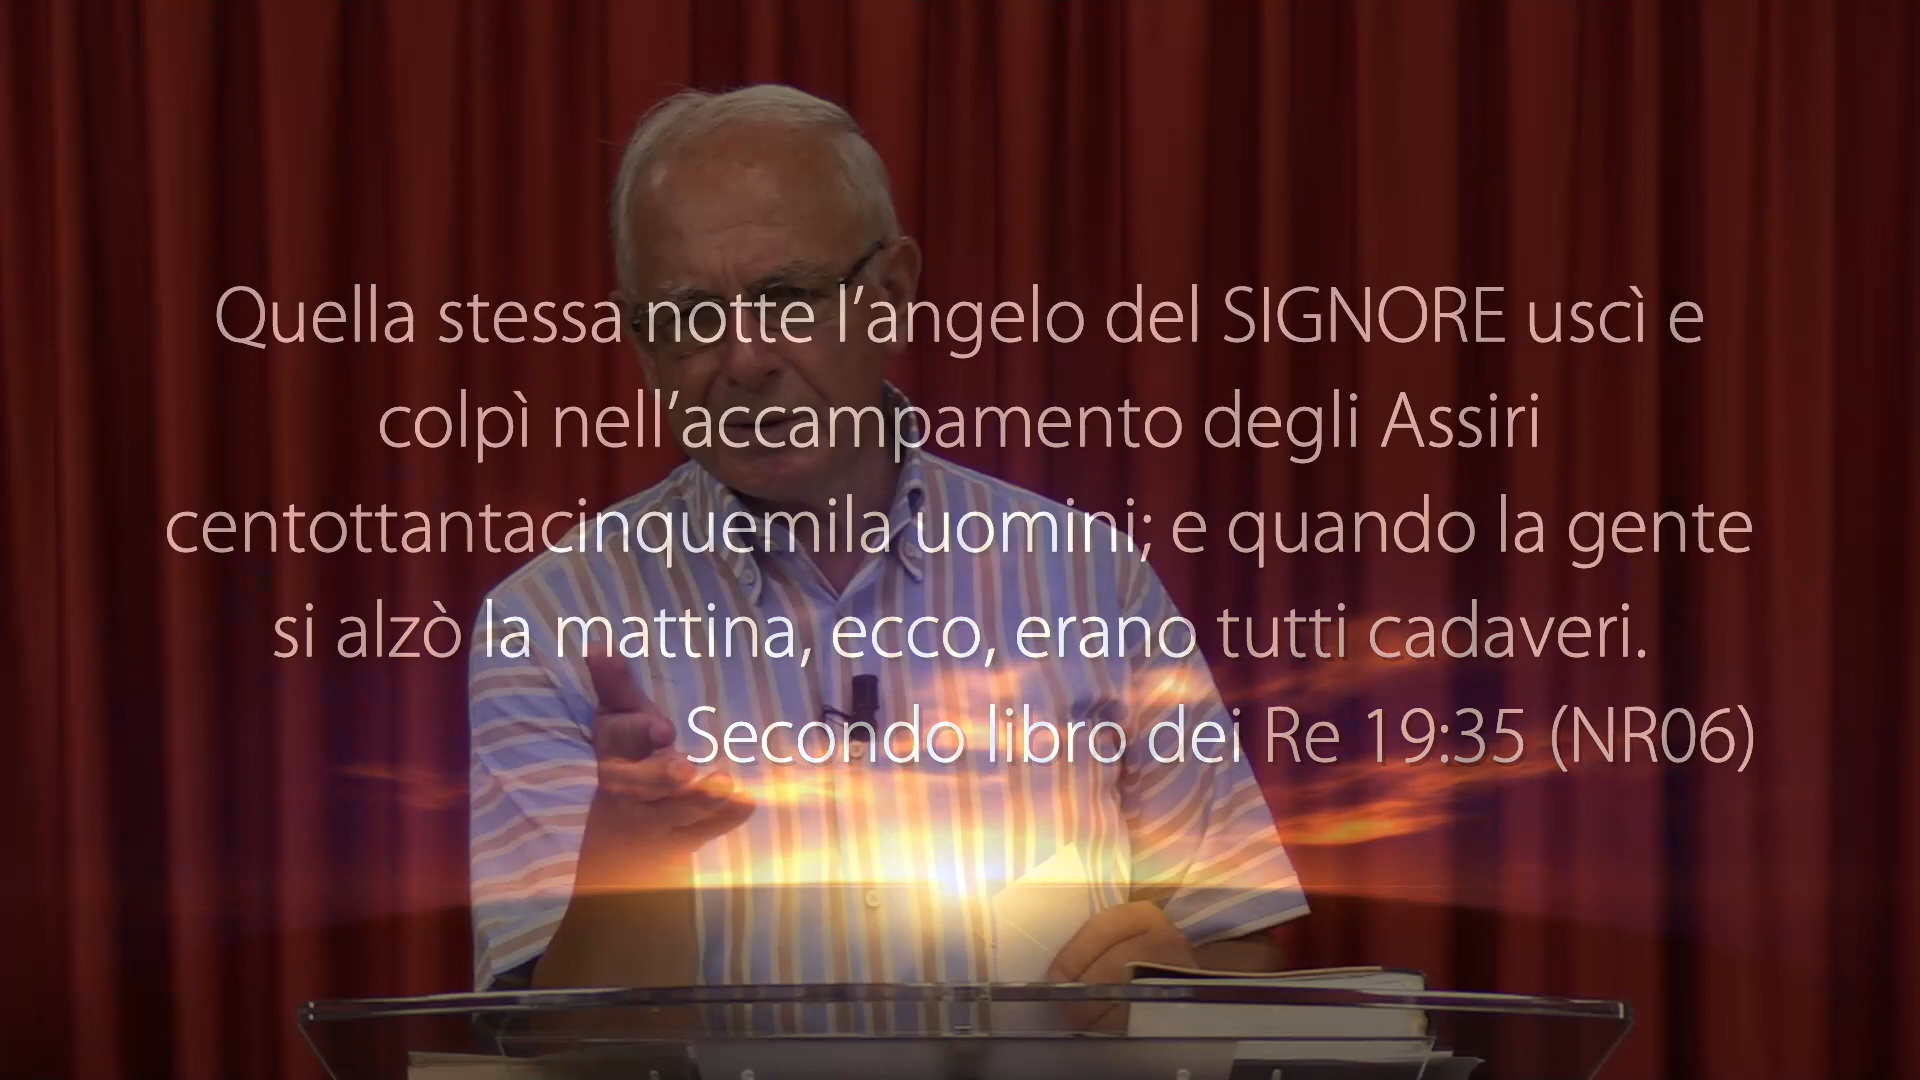 Quella stessa notte l’angelo del SIGNORE uscì e
colpì nell’accampamento degli Assiri
centottantacinquemila uomini; e quando la gente
si alzò la mattina, ecco, erano tutti cadaveri.
Secondo libro dei Re 19:35 (NR06)